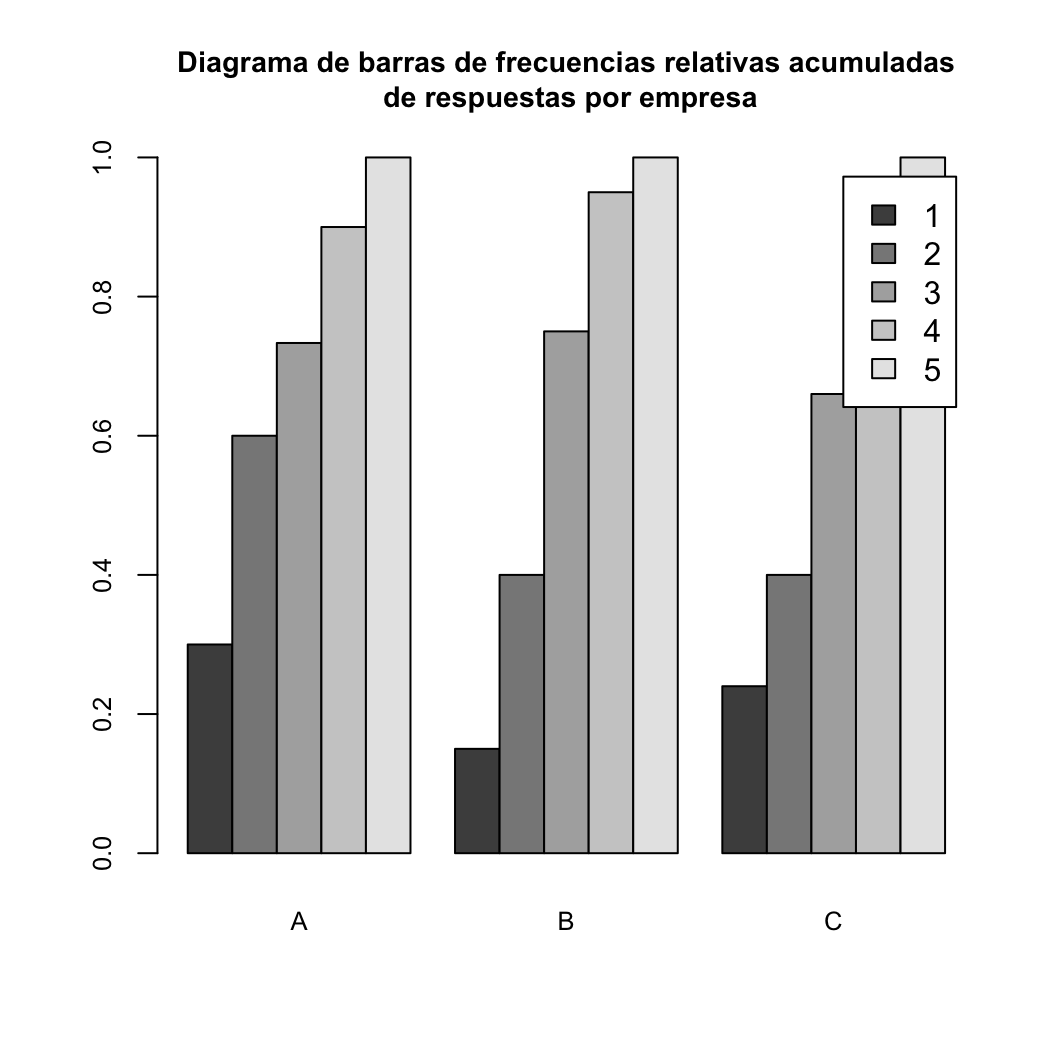 Diagrama de barras de frecuencias relativas acumuladas
de respuestas por empresa
1.0
0.8
0.6
0.4
0.2
0.0
1
2
3
4
5
A
B
C